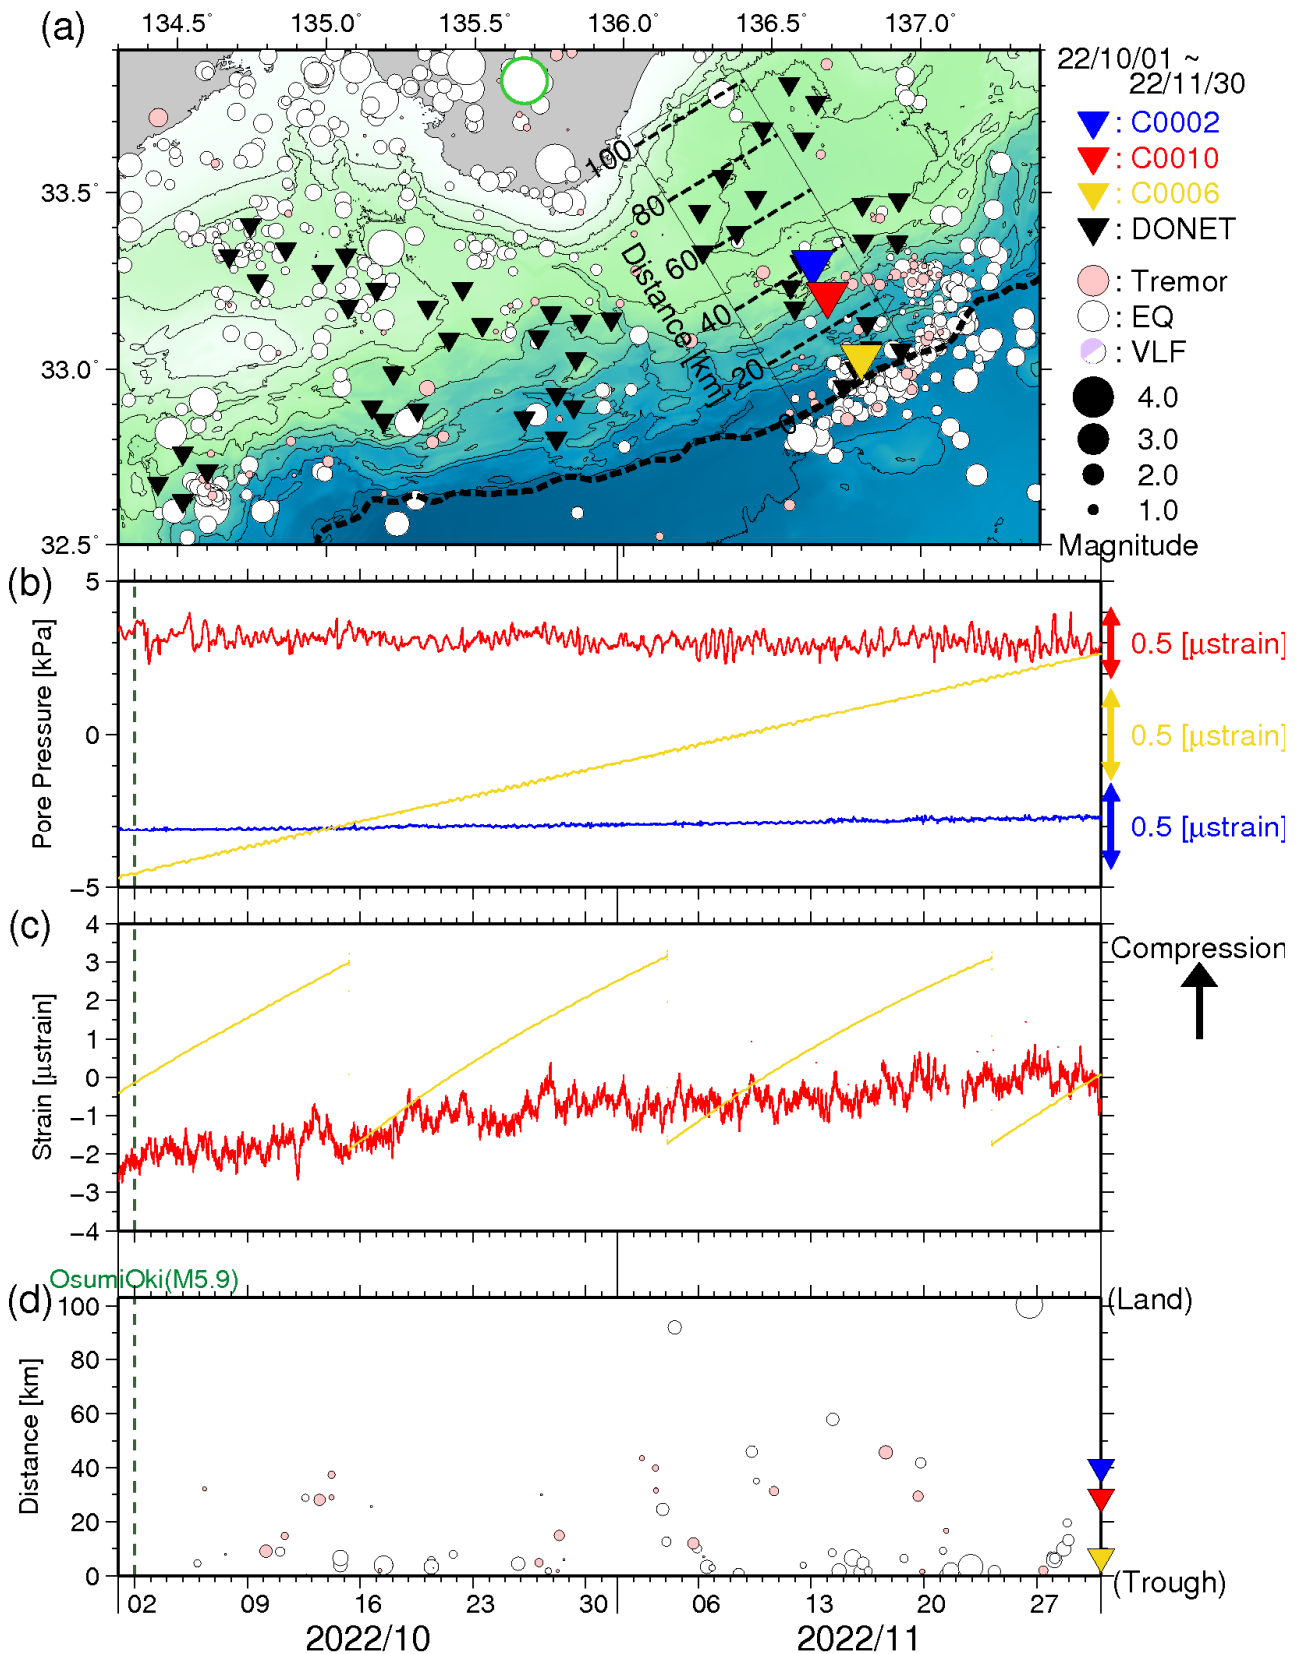 (a)
134.5° 135.0° 135.5° 136.0° 136.5° 137.0°
33.5°
33.0°
32.5°
100
80
60
40
20
0
Distance [km]
22/10/01 ~
22/11/30
: C0002
: C0010
: C0006
: DONET
: Tremor
: EQ
: VLF
4.0
3.0
2.0
1.0
Magnitude
(b)
Pore Pressure [kPa]
5
0
−5
0.5 [μstrain]
0.5 [μstrain]
0.5 [μstrain]
(c)
Strain [μstrain]
4
3
2
1
0
−1
−2
−3
−4
Compression
OsumiOki(M5.9)
(d)
Distance [km]
100
80
60
40
20
0
(Land)
(Trough)
02 09 16 23 30 06 13 20 27
2022/10 2022/11